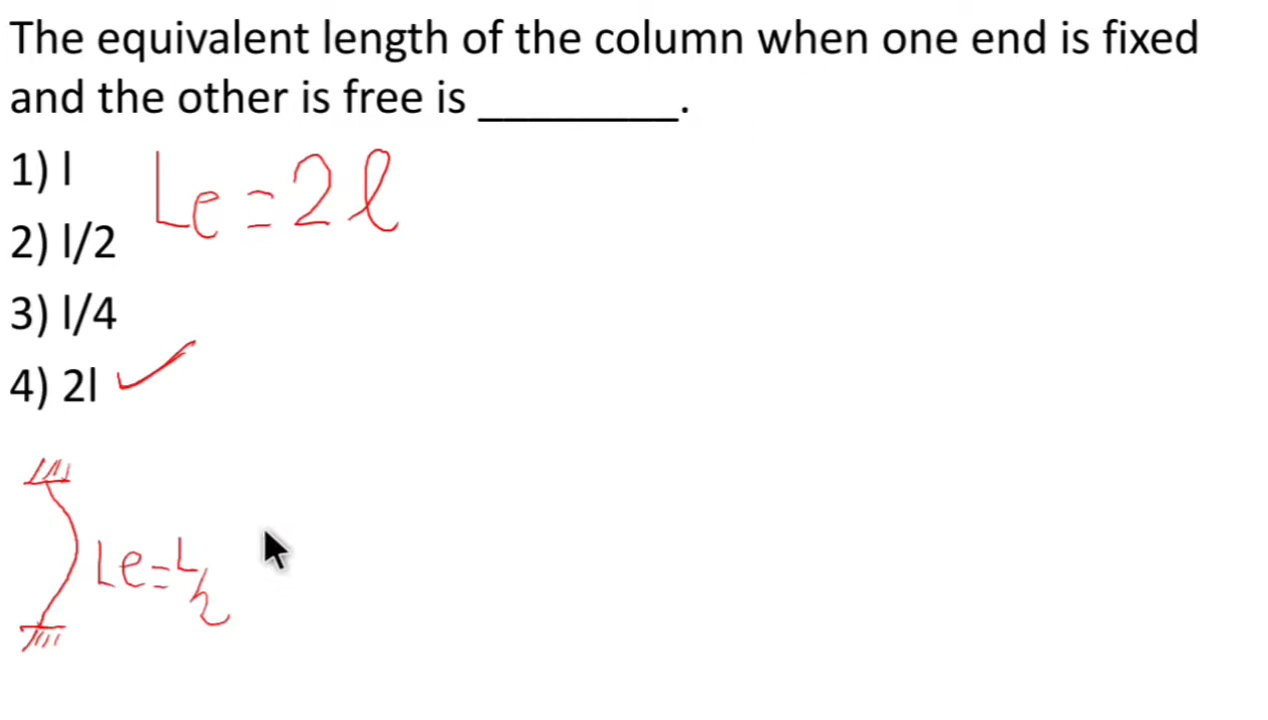 The equivalent length of the column when one end is fixed
and the other is free is _________.
1) l
Le = 2l
2) l/2
3) l/4
4) 2l ✓
Le = L/2